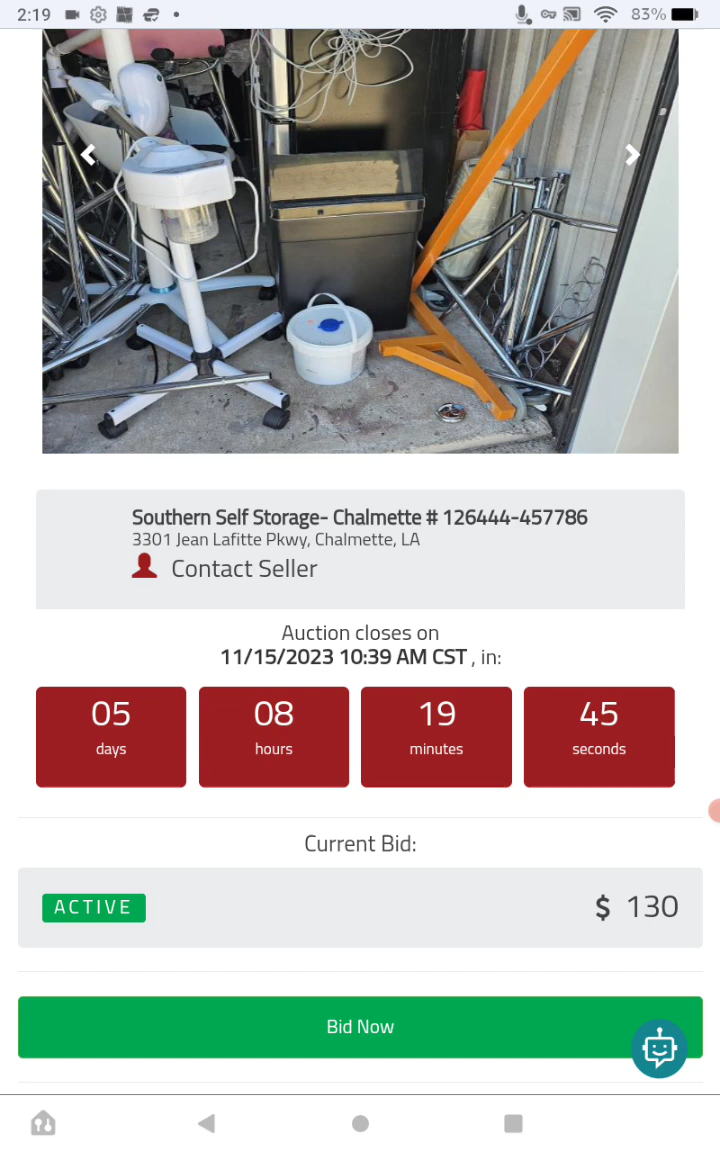 2:19
83%
Southern Self Storage- Chalmette # 126444-457786
3301 Jean Lafitte Pkwy, Chalmette, LA
Contact Seller
Auction closes on
11/15/2023 10:39 AM CST , in:
05 08 19 45
days hours minutes seconds
Current Bid:
ACTIVE $ 130
Bid Now